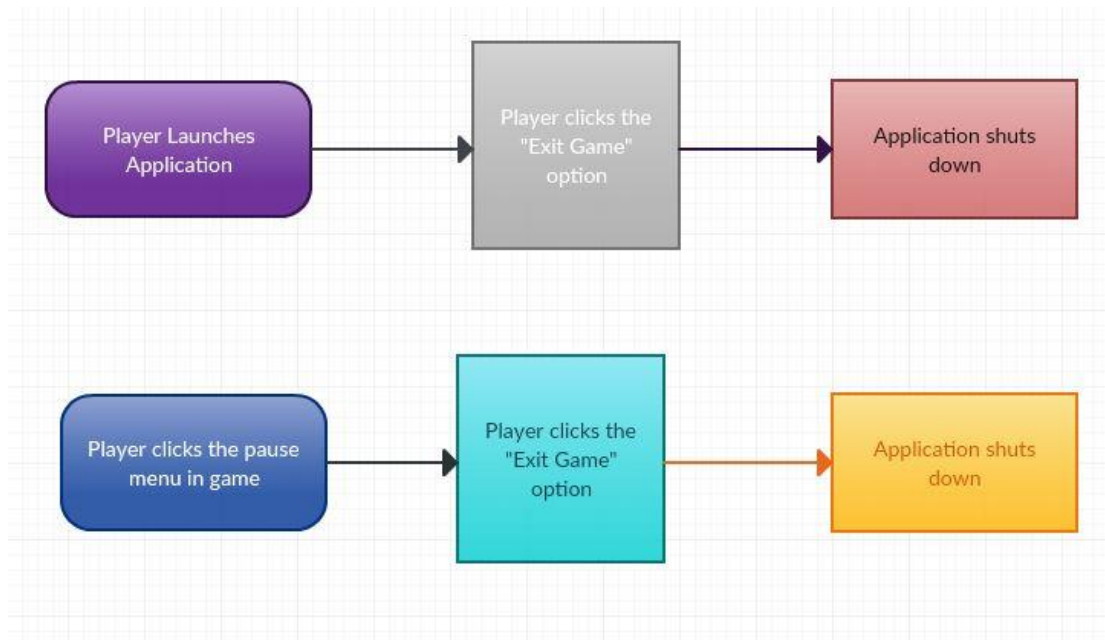 Player Launches
Application
Player clicks the
"Exit Game"
option
Application shuts
down
Player clicks the pause
menu in game
Player clicks the
"Exit Game"
option
Application shuts
down